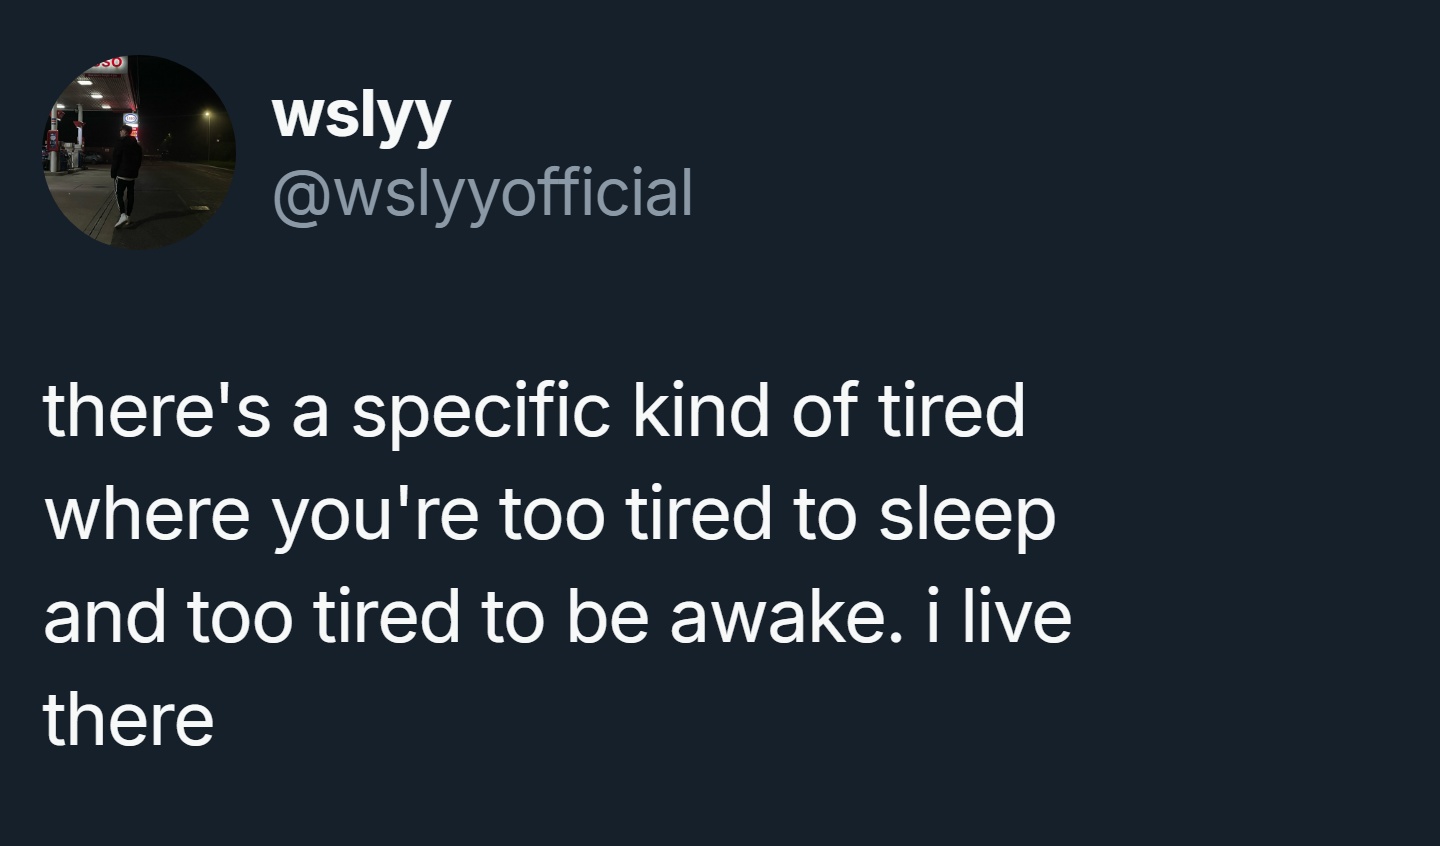 wslyy
@wslyyofficial
there's a specific kind of tired
where you're too tired to sleep
and too tired to be awake. i live
there